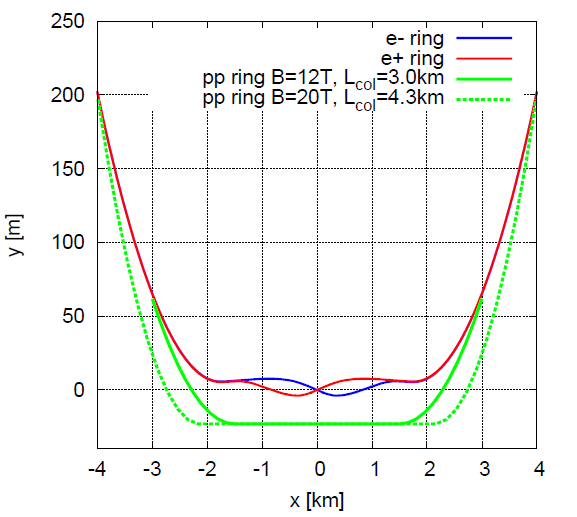 250
200
150
100
50
0
y [m]
e- ring
e+ ring
pp ring B=12T, L_col=3.0km
pp ring B=20T, L_col=4.3km
-4 -3 -2 -1 0 1 2 3 4
x [km]